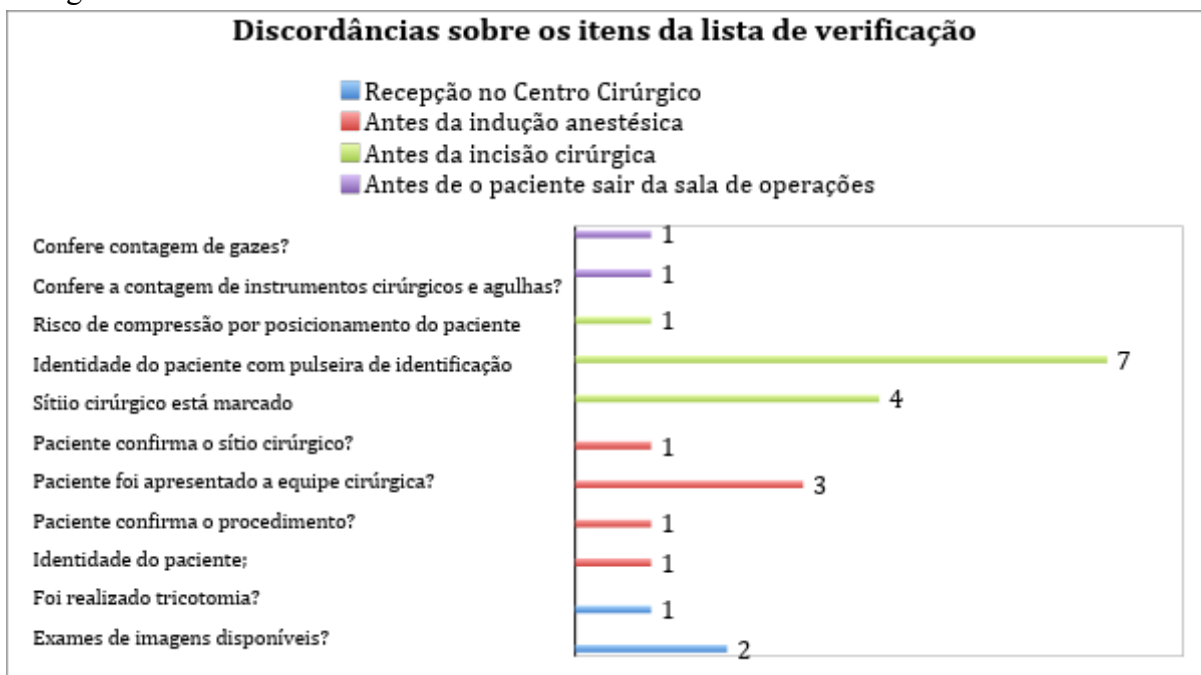 Discordâncias sobre os itens da lista de verificação
Recepção no Centro Cirúrgico
Antes da indução anestésica
Antes da incisão cirúrgica
Antes de o paciente sair da sala de operações
Confere contagem de gazes? 1
Confere a contagem de instrumentos cirúrgicos e agulhas? 1
Risco de compressão por posicionamento do paciente 1
Identidade do paciente com pulseira de identificação 7
Sítiio cirúrgico está marcado 4
Paciente confirma o sítio cirúrgico? 1
Paciente foi apresentado a equipe cirúrgica? 3
Paciente confirma o procedimento? 1
Identidade do paciente; 1
Foi realizado tricotomia? 1
Exames de imagens disponíveis? 2